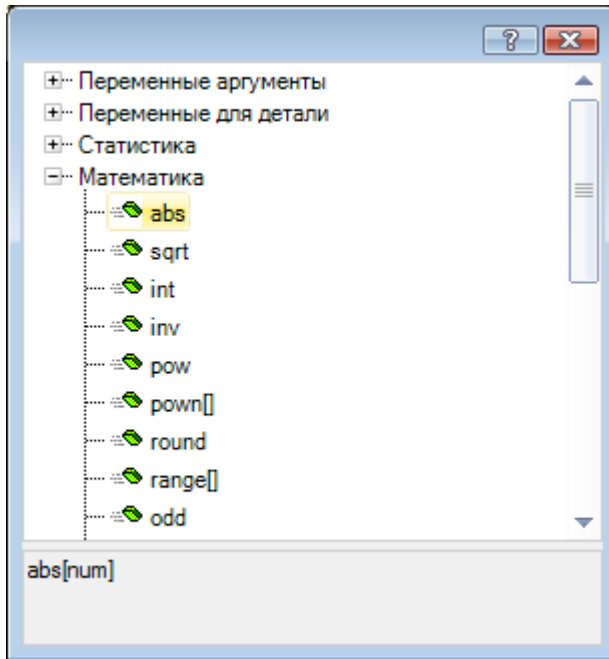 Переменные аргументы
Переменные для детали
Статистика
Математика
abs
sqrt
int
inv
pow
pown[]
round
range[]
odd
abs[num]